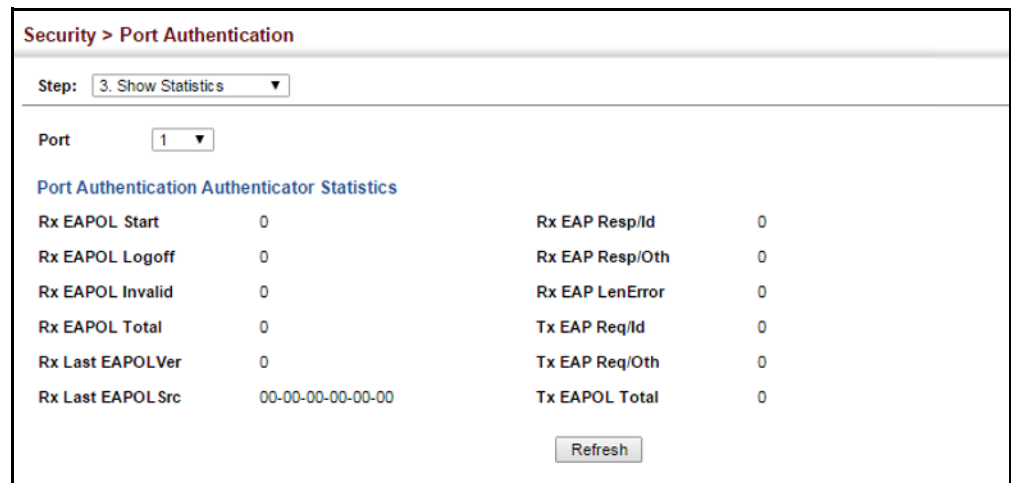 Security > Port Authentication
Step: 3. Show Statistics
Port 1
Port Authentication Authenticator Statistics
Rx EAPOL Start 0 Rx EAP Resp/Id 0
Rx EAPOL Logoff 0 Rx EAP Resp/Oth 0
Rx EAPOL Invalid 0 Rx EAP LenError 0
Rx EAPOL Total 0 Tx EAP Req/Id 0
Rx Last EAPOLVer 0 Tx EAP Req/Oth 0
Rx Last EAPOLSrc 00-00-00-00-00-00 Tx EAPOL Total 0
Refresh